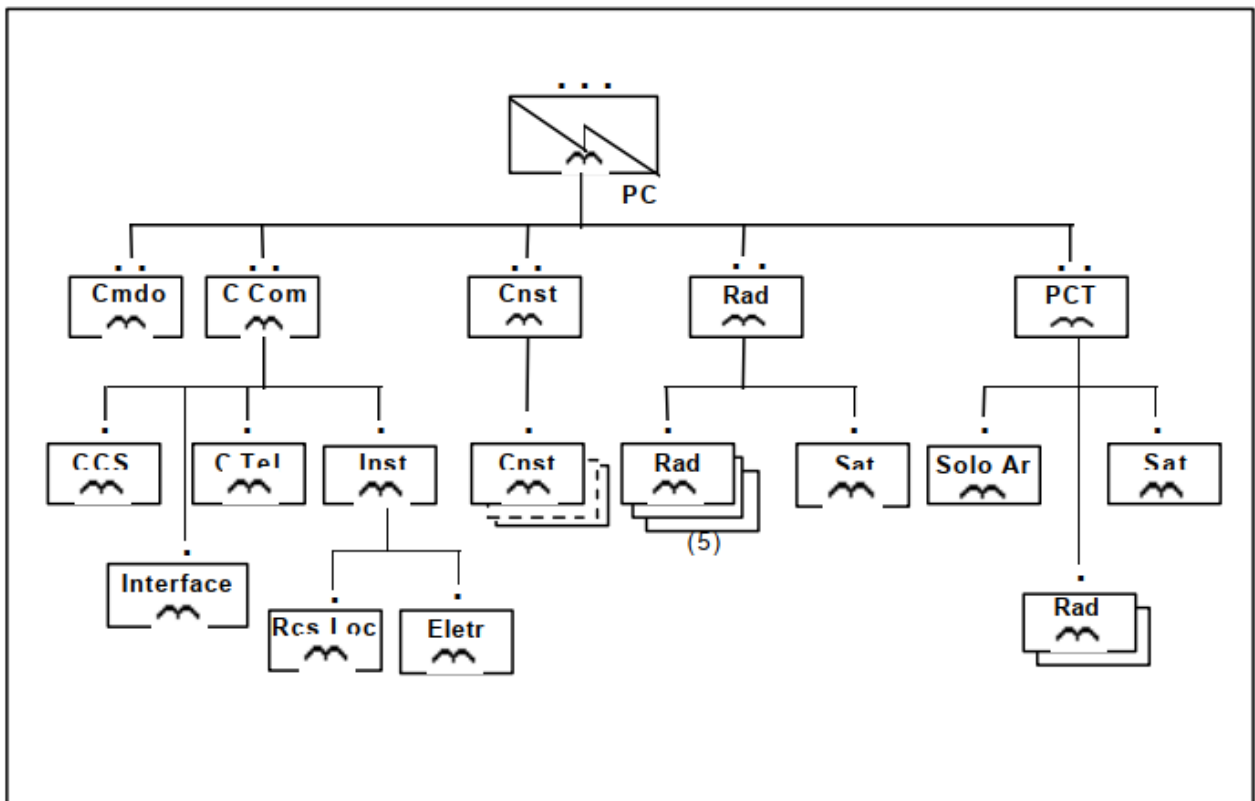 PC
Cmdo
C Com
Cnst
Rad
PCT
CCS
C Tel
Inst
Cnst
Rad
Sat
Solo Ar
Sat
(5)
Interface
Rcs Loc
Eletr
Rad